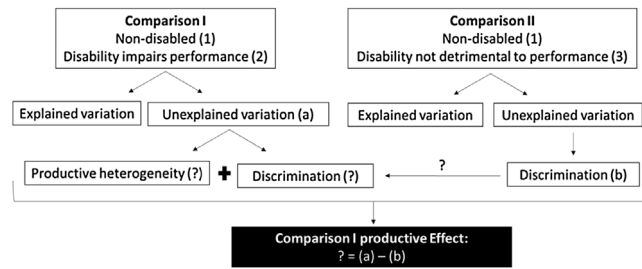 Comparison I
Non-disabled (1)
Disability impairs performance (2)
Comparison II
Non-disabled (1)
Disability not detrimental to performance (3)
Explained variation
Unexplained variation (a)
Explained variation
Unexplained variation
Productive heterogeneity (?)
+
Discrimination (?)
?
Discrimination (b)
Comparison I productive Effect:
? = (a) – (b)